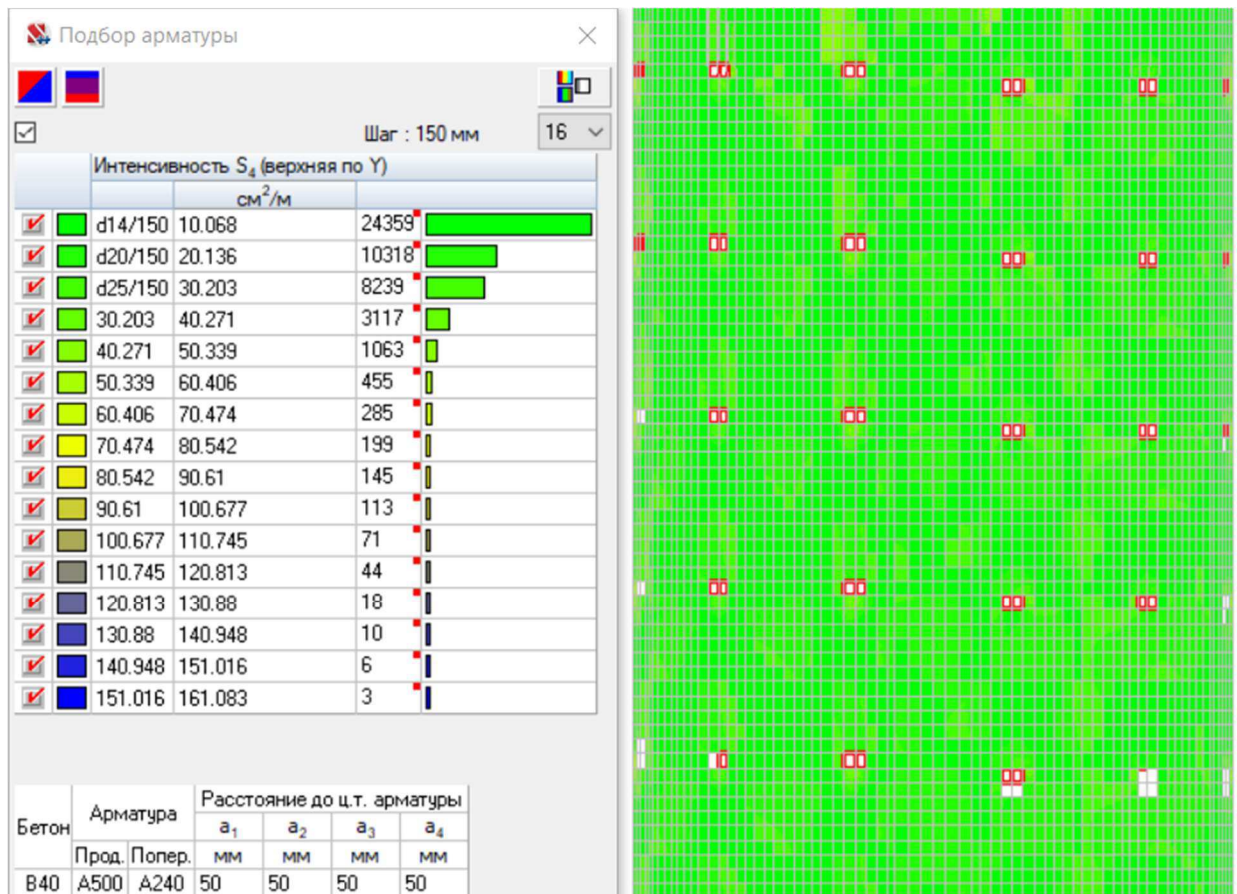 Подбор арматуры
Шаг : 150 мм 16
Интенсивность S4 (верхняя по Y)
см²/м
d14/150 10.068 24359
d20/150 20.136 10318
d25/150 30.203 8239
30.203 40.271 3117
40.271 50.339 1063
50.339 60.406 455
60.406 70.474 285
70.474 80.542 199
80.542 90.61 145
90.61 100.677 113
100.677 110.745 71
110.745 120.813 44
120.813 130.88 18
130.88 140.948 10
140.948 151.016 6
151.016 161.083 3
Бетон Арматура Расстояние до ц.т. арматуры
a1 a2 a3 a4
Прод. Попер. мм мм мм мм
B40 A500 A240 50 50 50 50